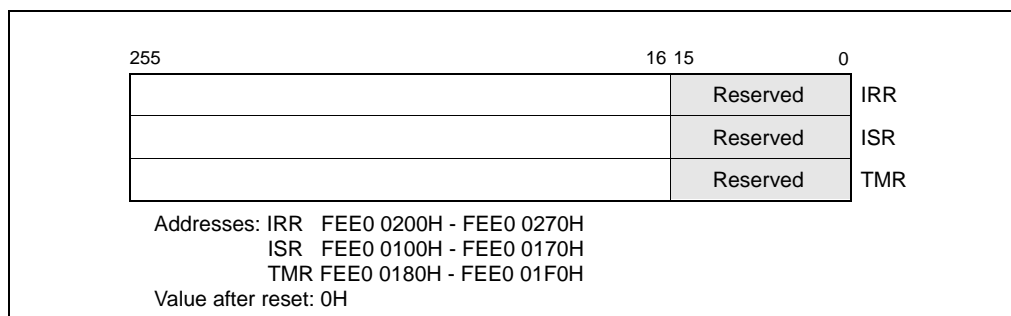 255 16 15 0
Reserved IRR
Reserved ISR
Reserved TMR
Addresses: IRR FEE0 0200H - FEE0 0270H
ISR FEE0 0100H - FEE0 0170H
TMR FEE0 0180H - FEE0 01F0H
Value after reset: 0H